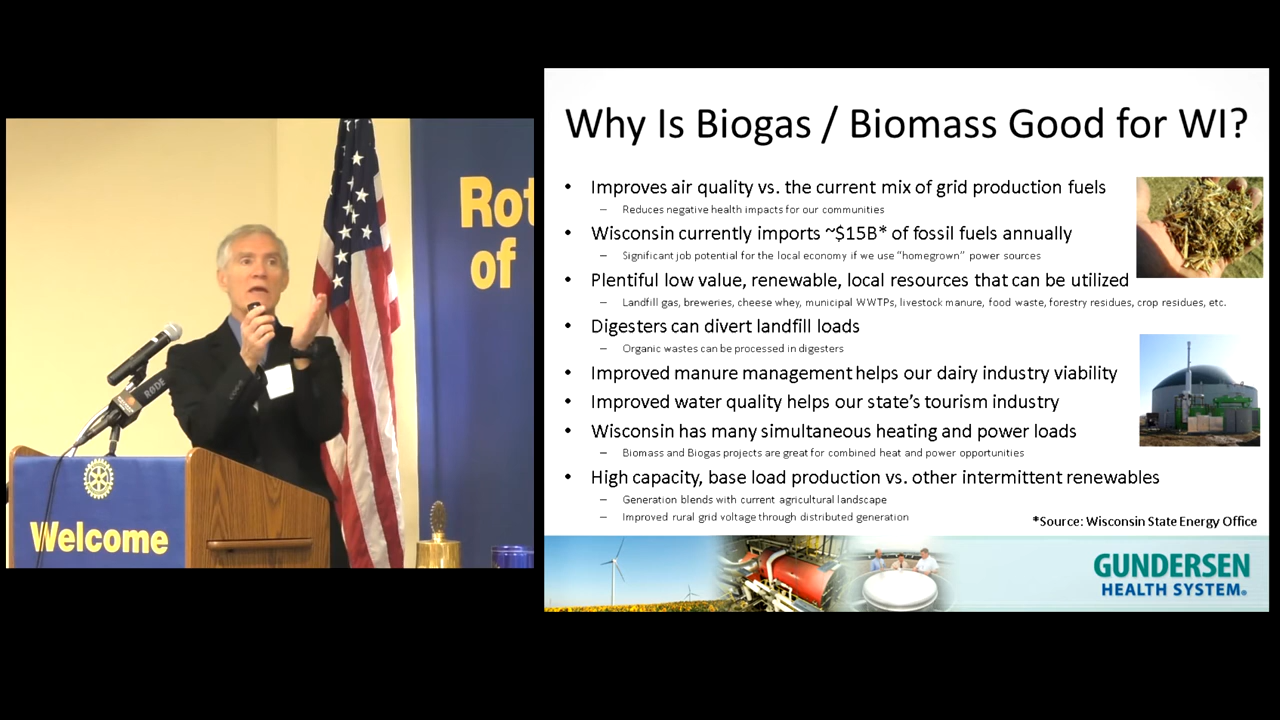 Rot
of
RODE
Welcome
Why Is Biogas / Biomass Good for WI?
• Improves air quality vs. the current mix of grid production fuels
– Reduces negative health impacts for our communities
• Wisconsin currently imports ~$15B* of fossil fuels annually
– Significant job potential for the local economy if we use “homegrown” power sources
• Plentiful low value, renewable, local resources that can be utilized
– Landfill gas, breweries, cheese whey, municipal WWTPs, livestock manure, food waste, forestry residues, crop residues, etc.
• Digesters can divert landfill loads
– Organic wastes can be processed in digesters
• Improved manure management helps our dairy industry viability
• Improved water quality helps our state’s tourism industry
• Wisconsin has many simultaneous heating and power loads
– Biomass and Biogas projects are great for combined heat and power opportunities
• High capacity, base load production vs. other intermittent renewables
– Generation blends with current agricultural landscape
– Improved rural grid voltage through distributed generation
*Source: Wisconsin State Energy Office
GUNDERSEN
HEALTH SYSTEM®